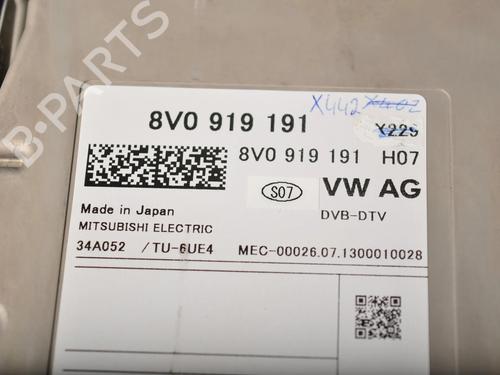 X442 X402
8V0 919 191 X225
8V0 919 191 H07
S07 VW AG
Made in Japan DVB-DTV
MITSUBISHI ELECTRIC
34A052 /TU-6UE4 MEC-00026.07.1300010028
B-PARTS